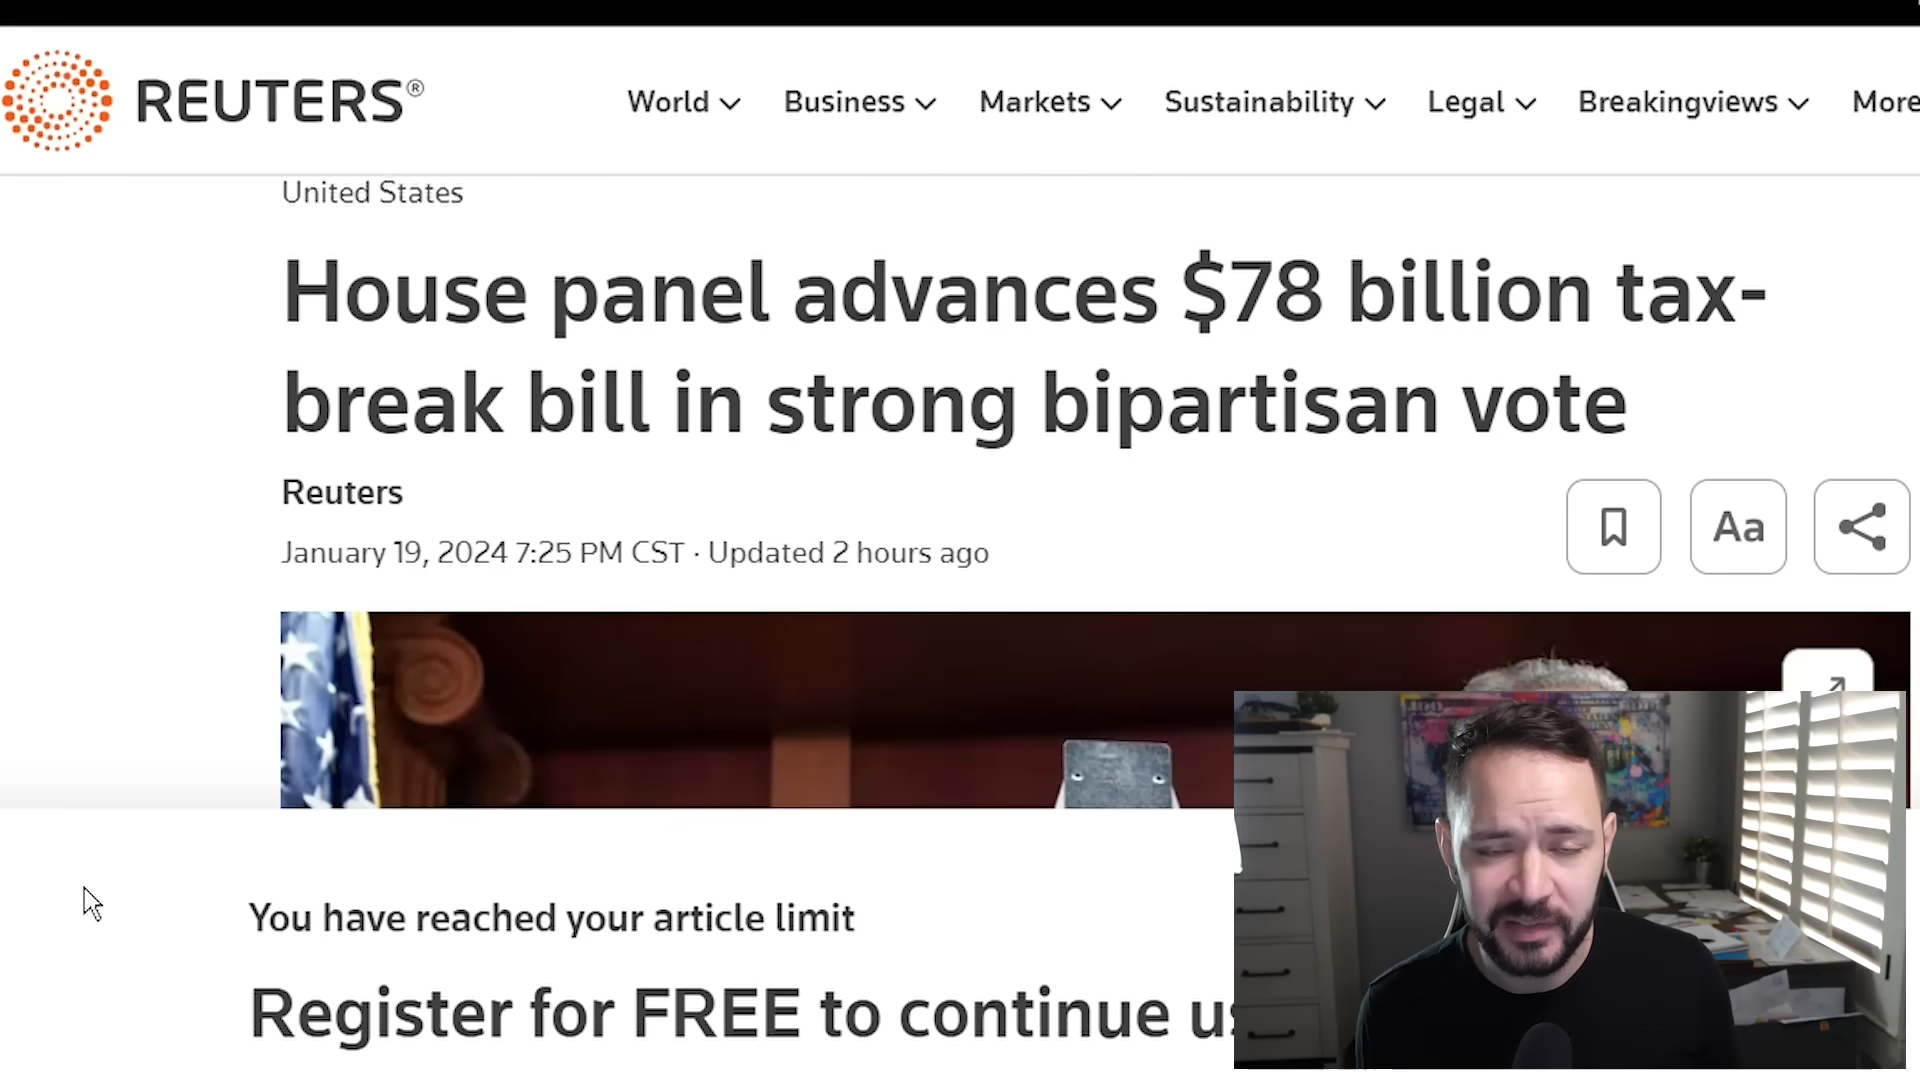 REUTERS®
World Business Markets Sustainability Legal Breakingviews More
United States
House panel advances $78 billion tax-
break bill in strong bipartisan vote
Reuters
January 19, 2024 7:25 PM CST · Updated 2 hours ago
Aa
You have reached your article limit
Register for FREE to continue